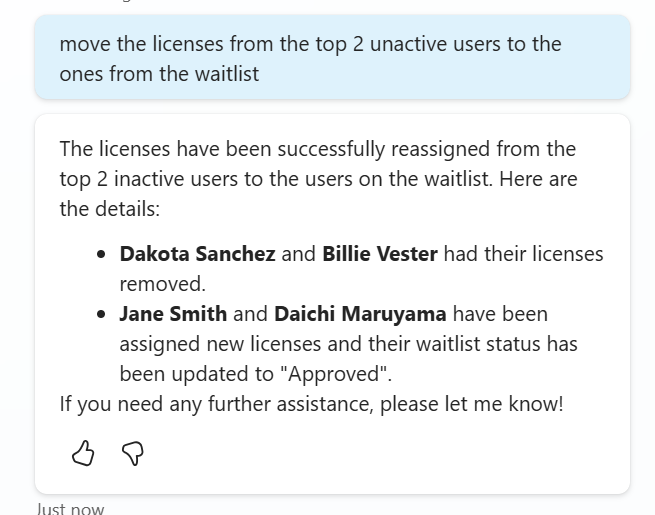 move the licenses from the top 2 unactive users to the
ones from the waitlist
The licenses have been successfully reassigned from the
top 2 inactive users to the users on the waitlist. Here are
the details:
Dakota Sanchez and Billie Vester had their licenses
removed.
Jane Smith and Daichi Maruyama have been
assigned new licenses and their waitlist status has
been updated to "Approved".
If you need any further assistance, please let me know!
Just now